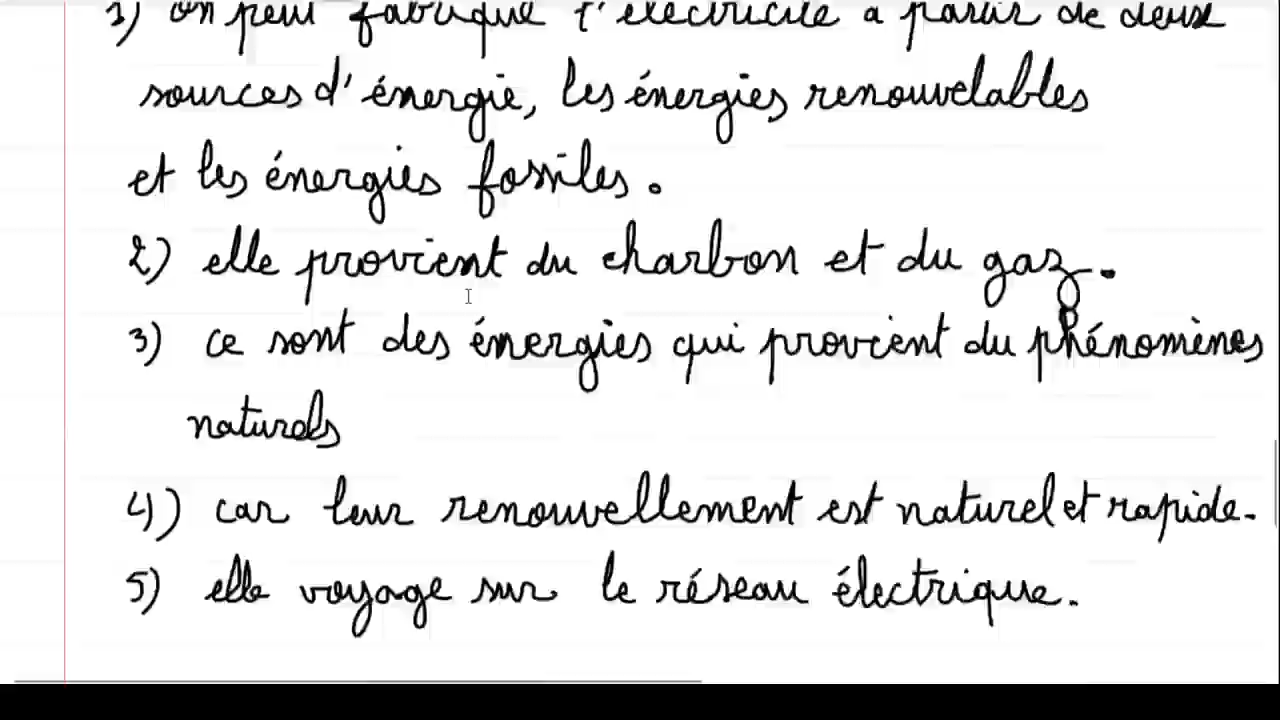 1) on peut fabrique l'électricité à partir de deux
sources d'énergie, les énergies renouvelables
et les énergies fossiles.
2) elle provient du charbon et du gaz.
3) ce sont des énergies qui provient du phénomènes
naturels
4) car leur renouvellement est naturel et rapide.
5) elle voyage sur le réseau électrique.